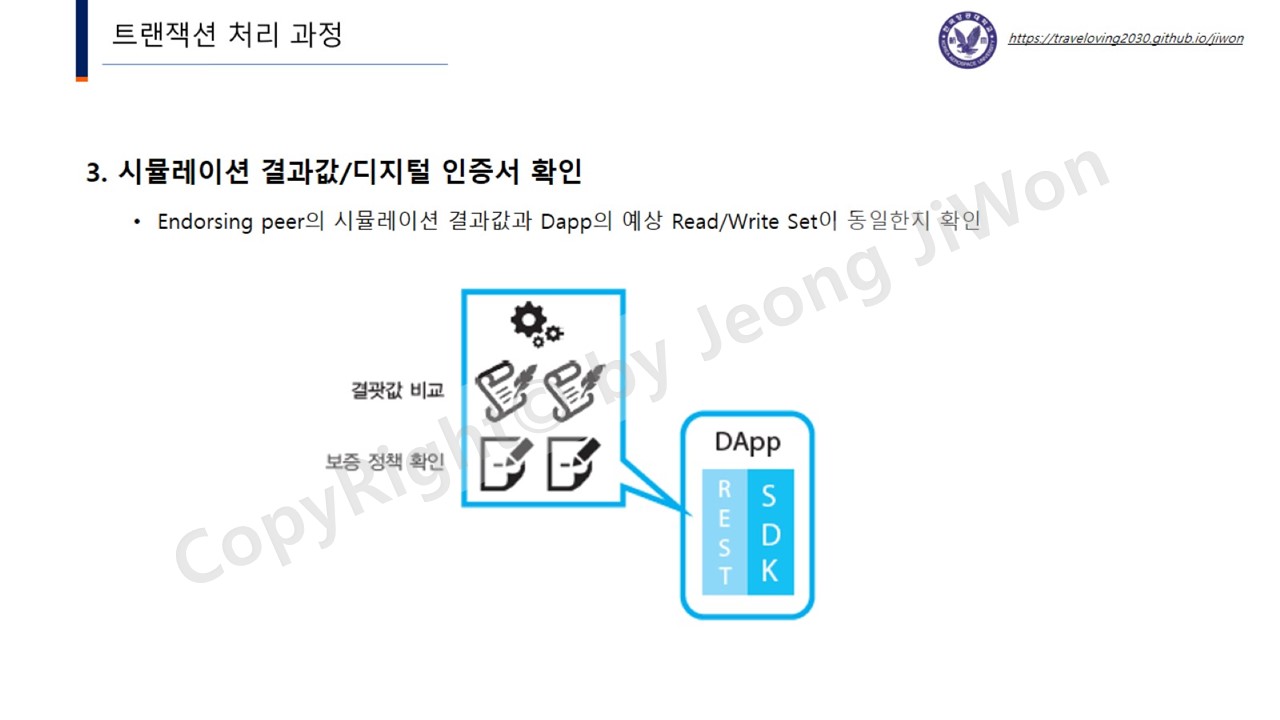 트랜잭션 처리 과정
https://traveloving2030.github.io/jiwon
3. 시뮬레이션 결과값/디지털 인증서 확인
• Endorsing peer의 시뮬레이션 결과값과 Dapp의 예상 Read/Write Set이 동일한지 확인
결괏값 비교
보증 정책 확인
DApp
REST
SDK
CopyRight© by Jeong JiWon